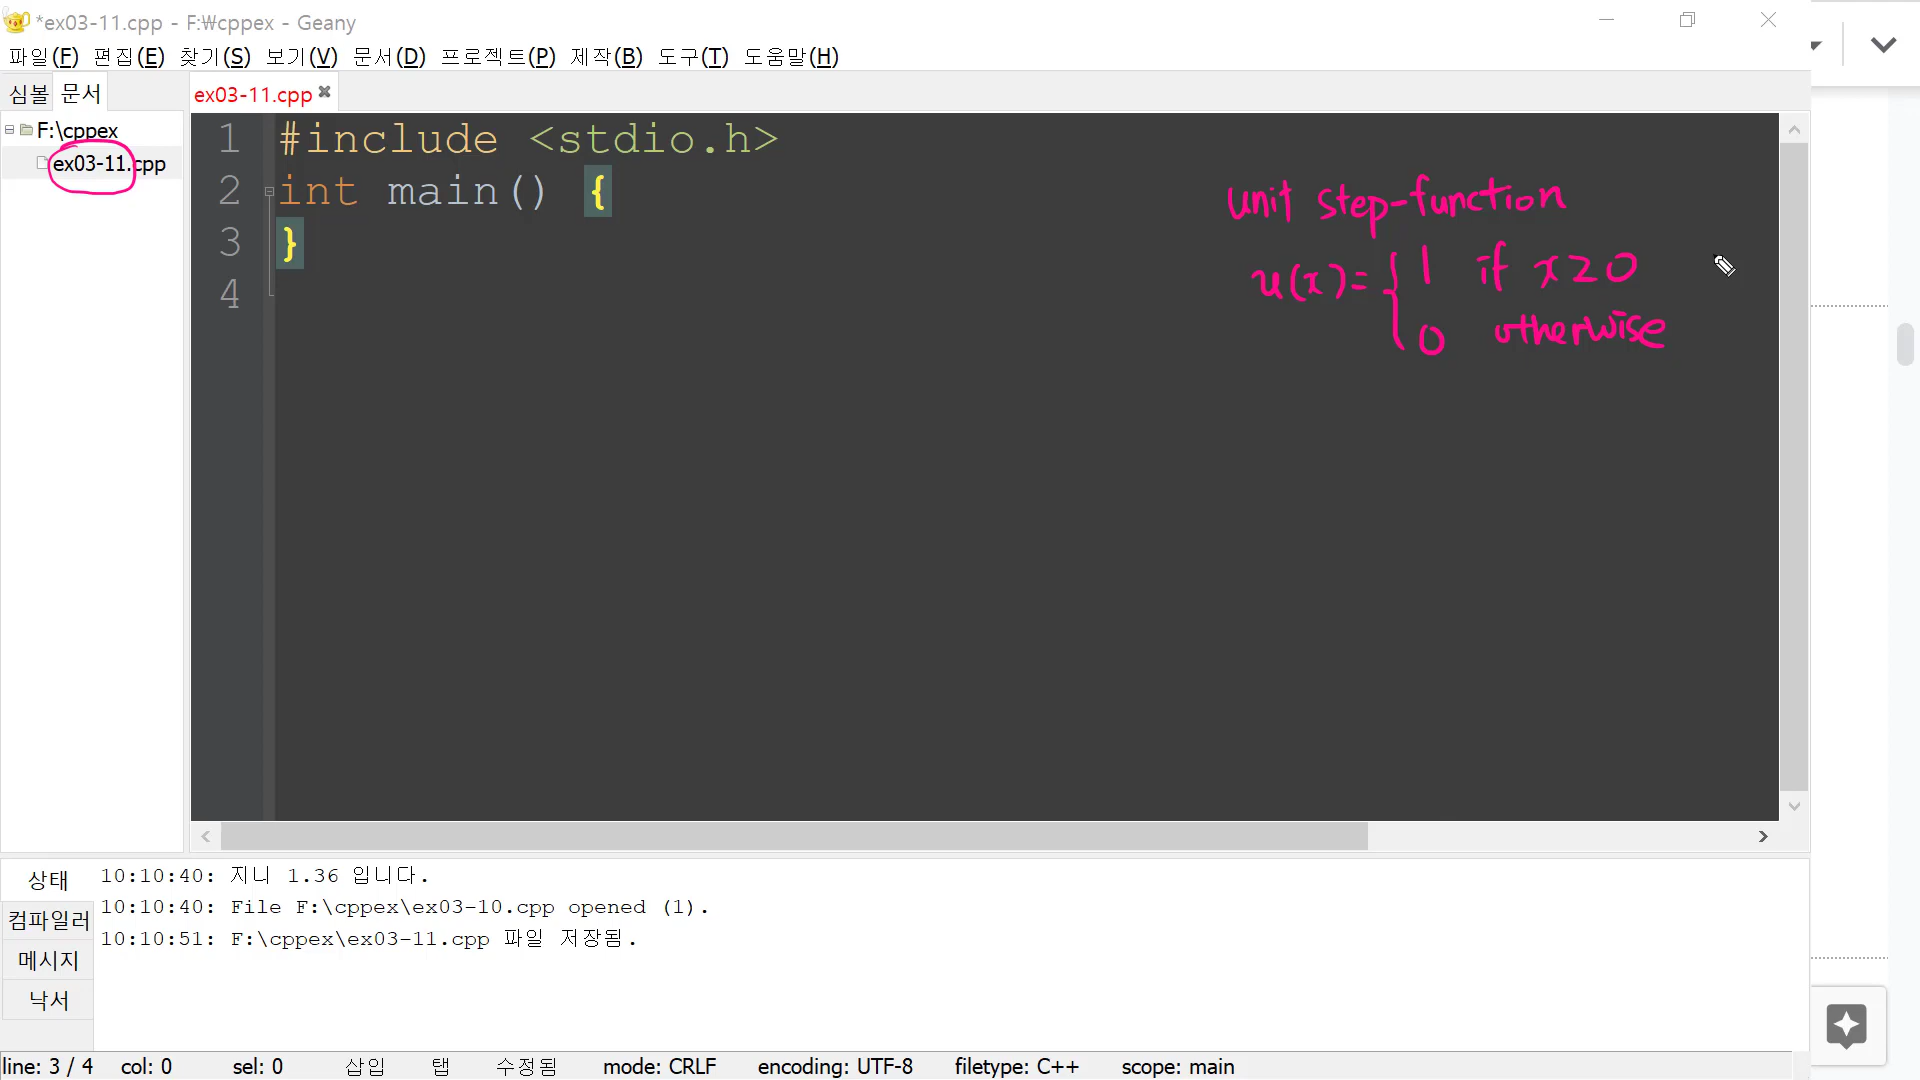 *ex03-11.cpp - F:₩cppex - Geany
파일(F) 편집(E) 찾기(S) 보기(V) 문서(D) 프로젝트(P) 제작(B) 도구(T) 도움말(H)
심볼 문서
ex03-11.cpp
F:\cppex
ex03-11.cpp
1 #include <stdio.h>
2 int main() {
3 }
4
unit step-function
u(x)= { 1 if x≥0
0 otherwise
상태
컴파일러
메시지
낙서
10:10:40: 지니 1.36 입니다.
10:10:40: File F:\cppex\ex03-10.cpp opened (1).
10:10:51: F:\cppex\ex03-11.cpp 파일 저장됨.
line: 3 / 4 col: 0 sel: 0 삽입 탭 수정됨 mode: CRLF encoding: UTF-8 filetype: C++ scope: main